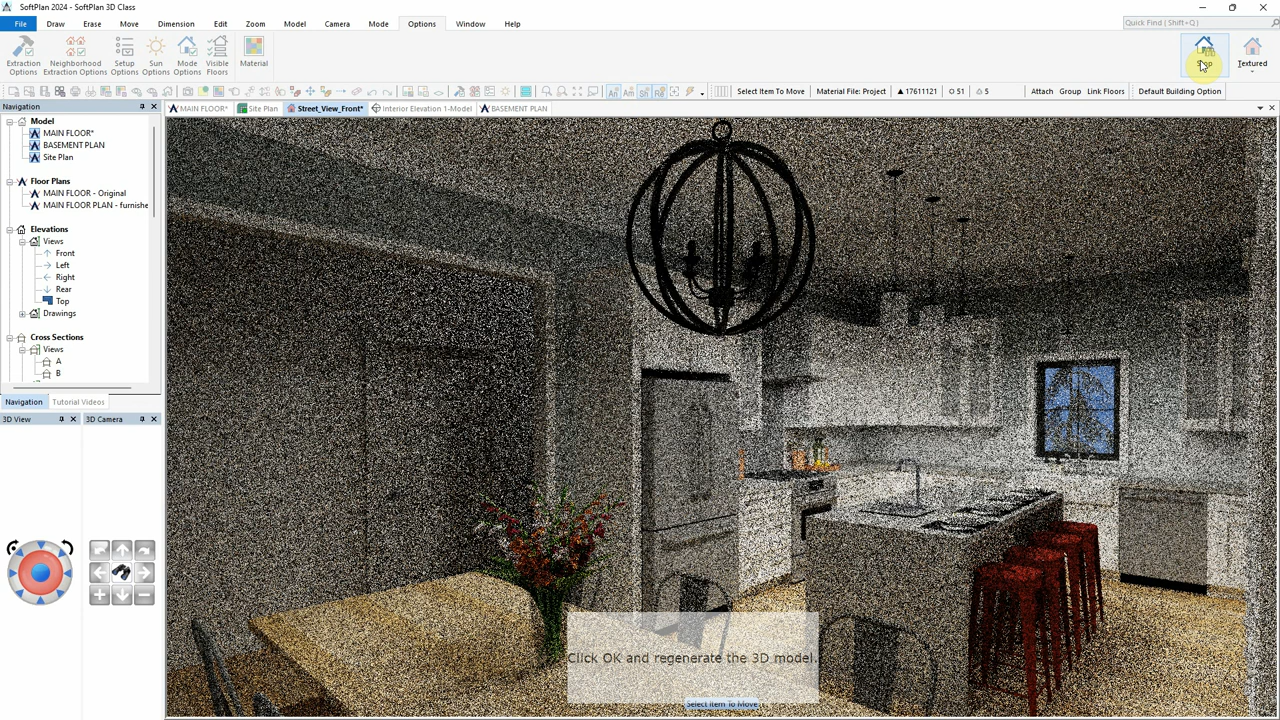 SoftPlan 2024 - SoftPlan 3D Class
File Draw Erase Move Dimension Edit Zoom Model Camera Mode Options Window Help
Quick Find (Shift+Q)
Extraction Options
Neighborhood Extraction Options
Setup Options
Sun Options
Mode Options
Visible Floors
Material
Stop
Textured
Select Item To Move
Material File: Project
17611121
51
5
Attach
Group
Link Floors
Default Building Option
Navigation
MAIN FLOOR*
Site Plan
Street_View_Front*
Interior Elevation 1-Model
BASEMENT PLAN
Model
MAIN FLOOR*
BASEMENT PLAN
Site Plan
Floor Plans
MAIN FLOOR - Original
MAIN FLOOR PLAN - furnishe
Elevations
Views
Front
Left
Right
Rear
Top
Drawings
Cross Sections
Views
A
B
Navigation
Tutorial Videos
3D View
3D Camera
Click OK and regenerate the 3D model.
Select Item To Move